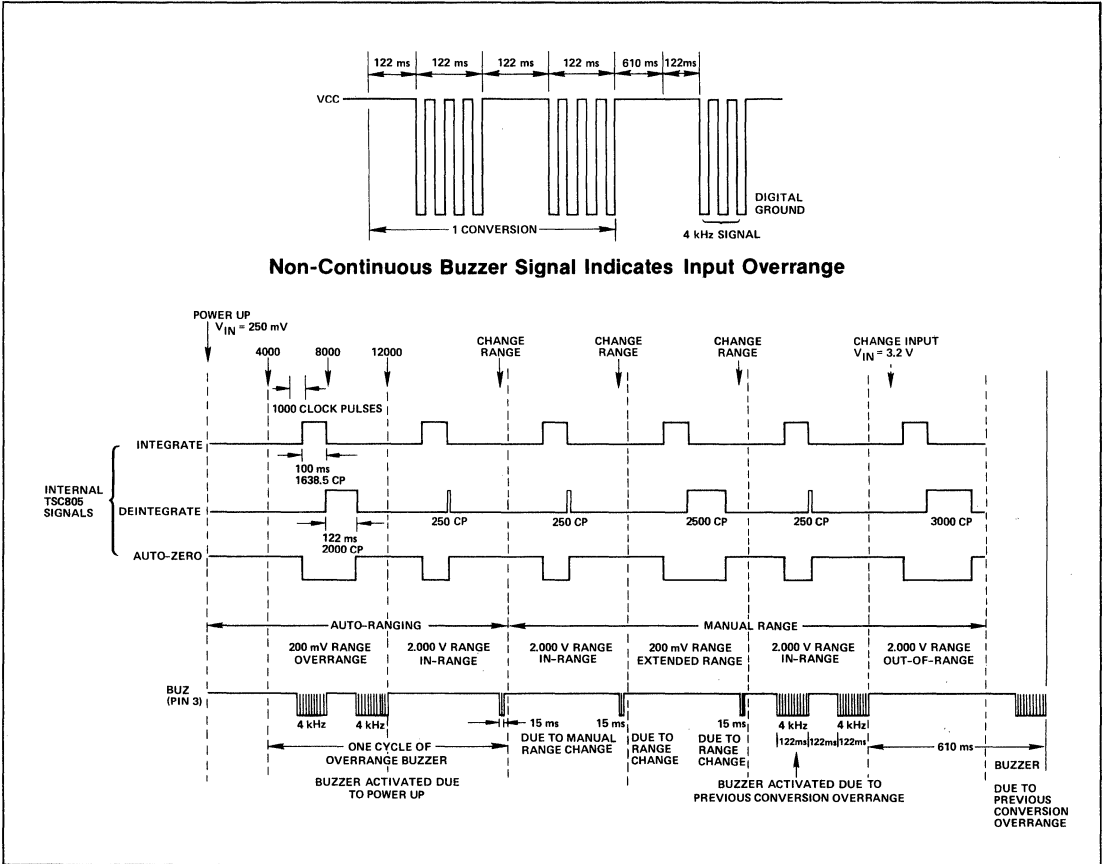 122 ms 122 ms 122 ms 122 ms 610 ms 122ms
VCC
DIGITAL
GROUND
1 CONVERSION
4 kHz SIGNAL
Non-Continuous Buzzer Signal Indicates Input Overrange
POWER UP
VIN = 250 mV
4000 8000 12000
CHANGE
RANGE
CHANGE
RANGE
CHANGE
RANGE
CHANGE INPUT
VIN = 3.2 V
1000 CLOCK PULSES
INTEGRATE
100 ms
1638.5 CP
INTERNAL
TSC805
SIGNALS
DEINTEGRATE
250 CP 250 CP 2500 CP 250 CP 3000 CP
122 ms
2000 CP
AUTO-ZERO
AUTO-RANGING MANUAL RANGE
200 mV RANGE
OVERRANGE
2.000 V RANGE
IN-RANGE
2.000 V RANGE
IN-RANGE
200 mV RANGE
EXTENDED RANGE
2.000 V RANGE
IN-RANGE
2.000 V RANGE
OUT-OF-RANGE
BUZ
(PIN 3)
4 kHz 4 kHz 15 ms 15 ms 15 ms 4 kHz 4 kHz
DUE TO MANUAL
RANGE CHANGE
DUE TO
RANGE
CHANGE
DUE TO
RANGE
CHANGE
122ms 122ms 122ms
610 ms
ONE CYCLE OF
OVERRANGE BUZZER
BUZZER ACTIVATED DUE
TO POWER UP
BUZZER ACTIVATED DUE TO
PREVIOUS CONVERSION OVERRANGE
BUZZER
DUE TO
PREVIOUS
CONVERSION
OVERRANGE